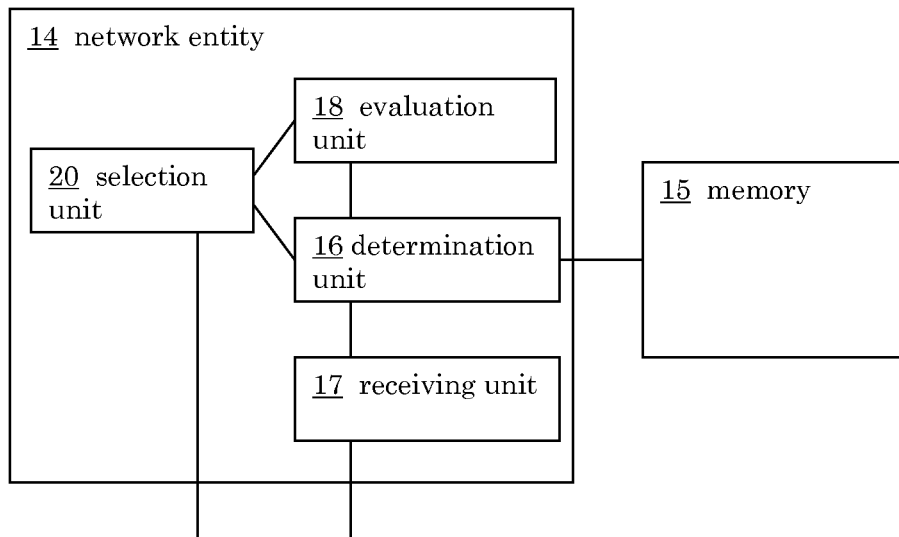 14 network entity
18 evaluation
unit
20 selection
unit
15 memory
16 determination
unit
17 receiving unit